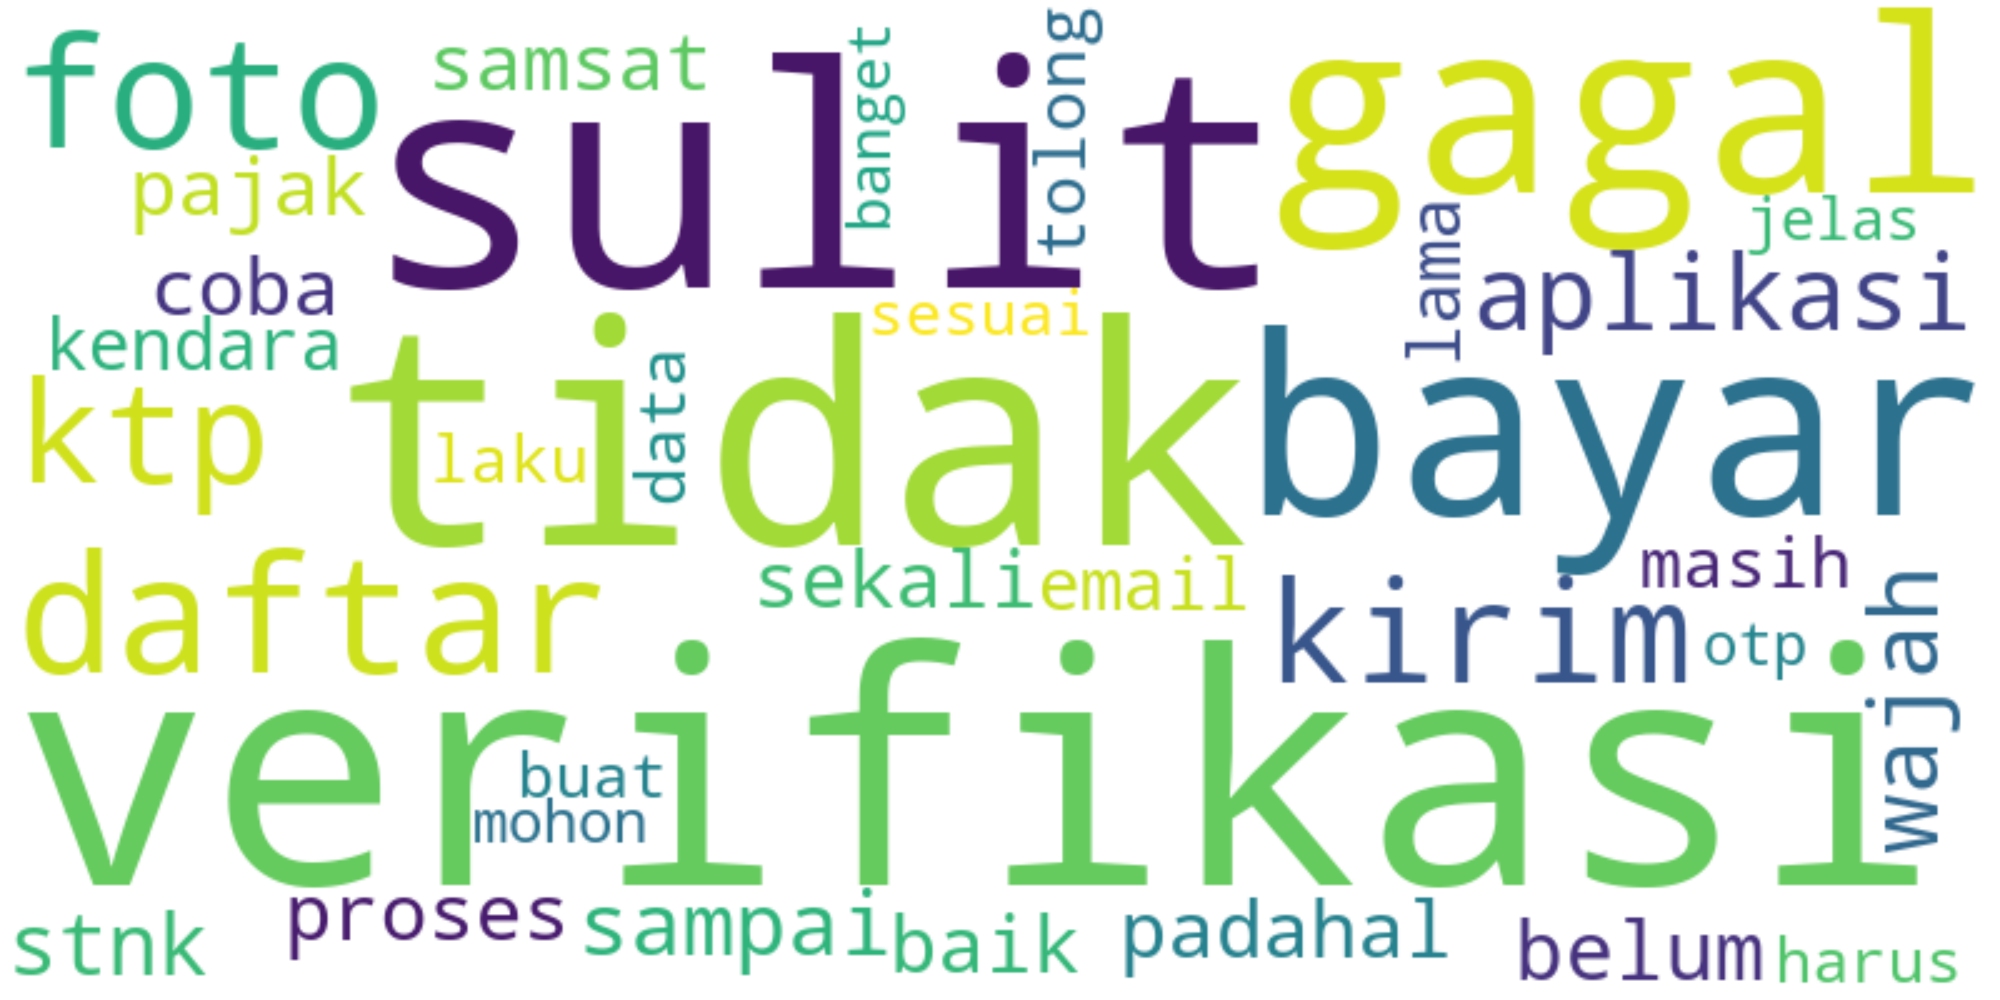 foto
samsat
sulit
banget
tolong
gagal
pajak
jelas
coba
lama
aplikasi
sesuai
kendara
tidak
bayar
ktp
laku
data
daftar
sekali
email
masih
kirim
otp
wajah
verifikasi
buat
mohon
proses
sampai
baik
padahal
stnk
belum
harus